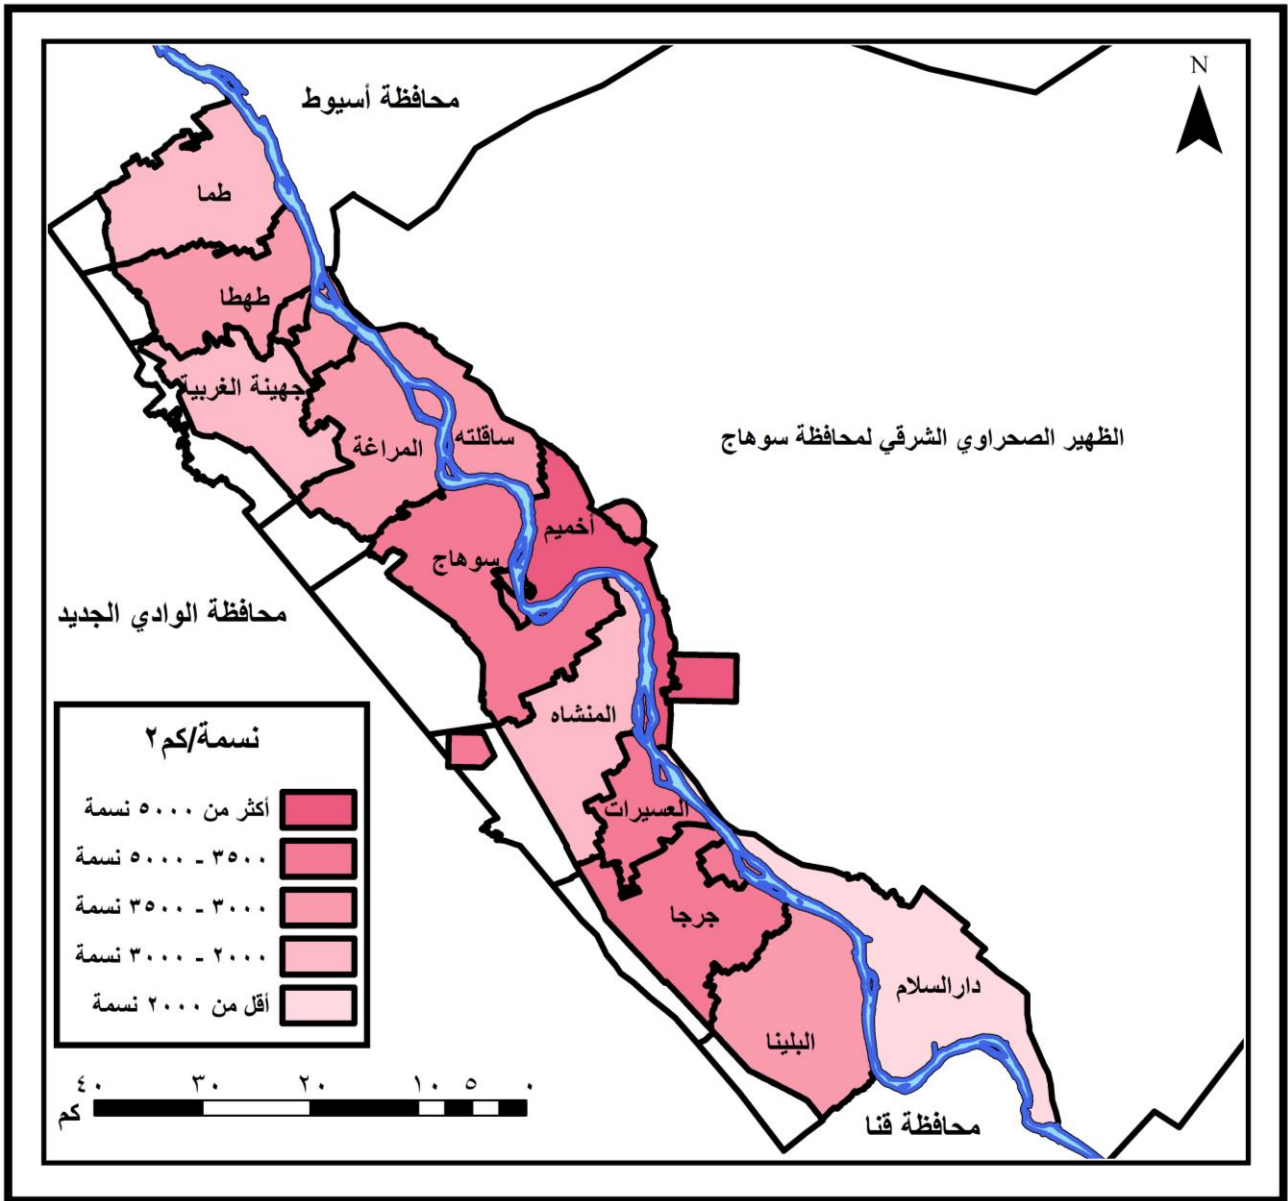 N
محافظة أسيوط
طما
طهطا
جهينة الغربية
ساقلته
المراغة
الظهير الصحراوي الشرقي لمحافظة سوهاج
أخميم
سوهاج
محافظة الوادي الجديد
المنشاه
العسيرات
جرجا
دارالسلام
البلينا
محافظة قنا
نسمة/كم٢
أكثر من ٥٠٠٠ نسمة
٣٥٠٠ - ٥٠٠٠ نسمة
٣٠٠٠ - ٣٥٠٠ نسمة
٢٠٠٠ - ٣٠٠٠ نسمة
أقل من ٢٠٠٠ نسمة
٠ ٥ ١٠ ٢٠ ٣٠ ٤٠
كم